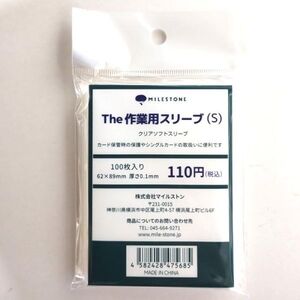 MILESTONE
The 作業用スリーブ(S)
クリアソフトスリーブ
カード保管時の保護やシングルカードの取扱いに便利です
100枚入り
62×89mm 厚さ0.1mm
110円(税込)
株式会社マイルストン
〒231-0015
神奈川県横浜市中区尾上町4-57 横浜尾上町ビル6F
商品についてのお問い合わせ先
TEL: 045-664-9271
www.mile-stone.jp
4 582428 475685
MADE IN CHINA